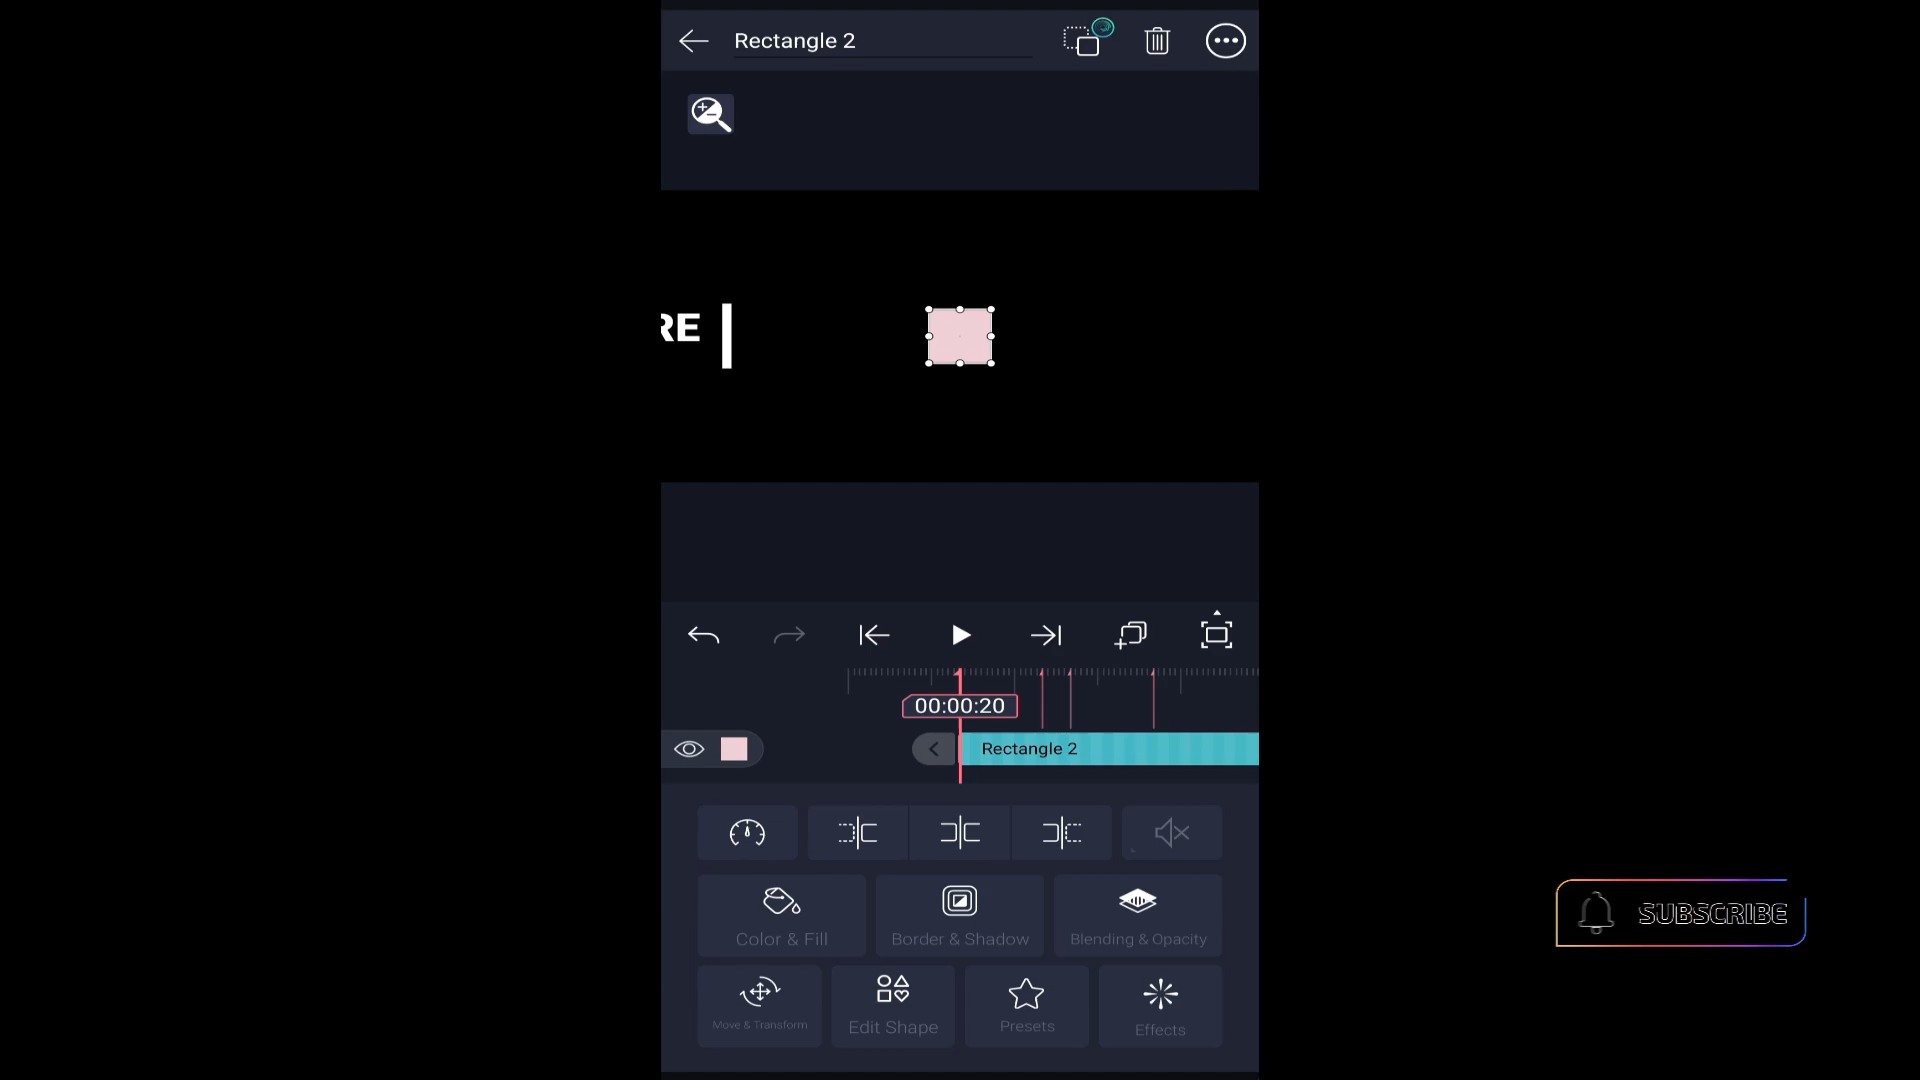 Rectangle 2
RE
00:00:20
Rectangle 2
Color & Fill
Border & Shadow
Blending & Opacity
Move & Transform
Edit Shape
Presets
Effects
SUBSCRIBE